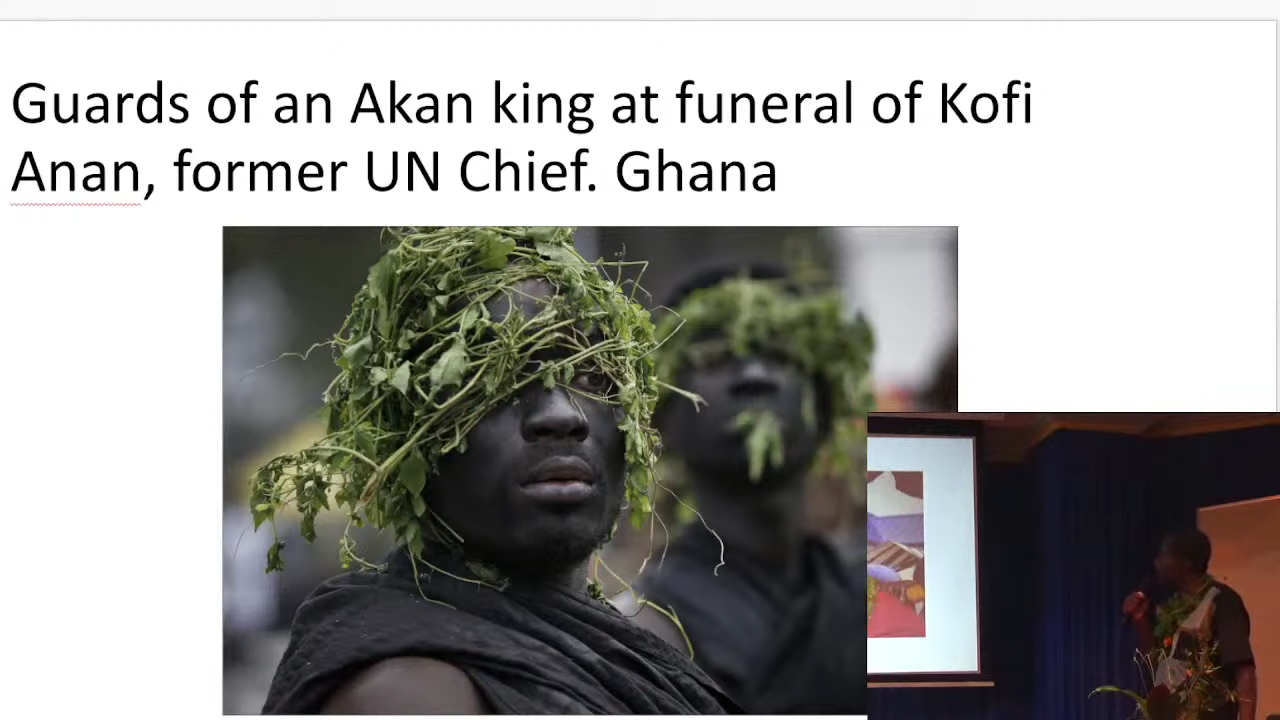 Guards of an Akan king at funeral of Kofi
Anan, former UN Chief. Ghana